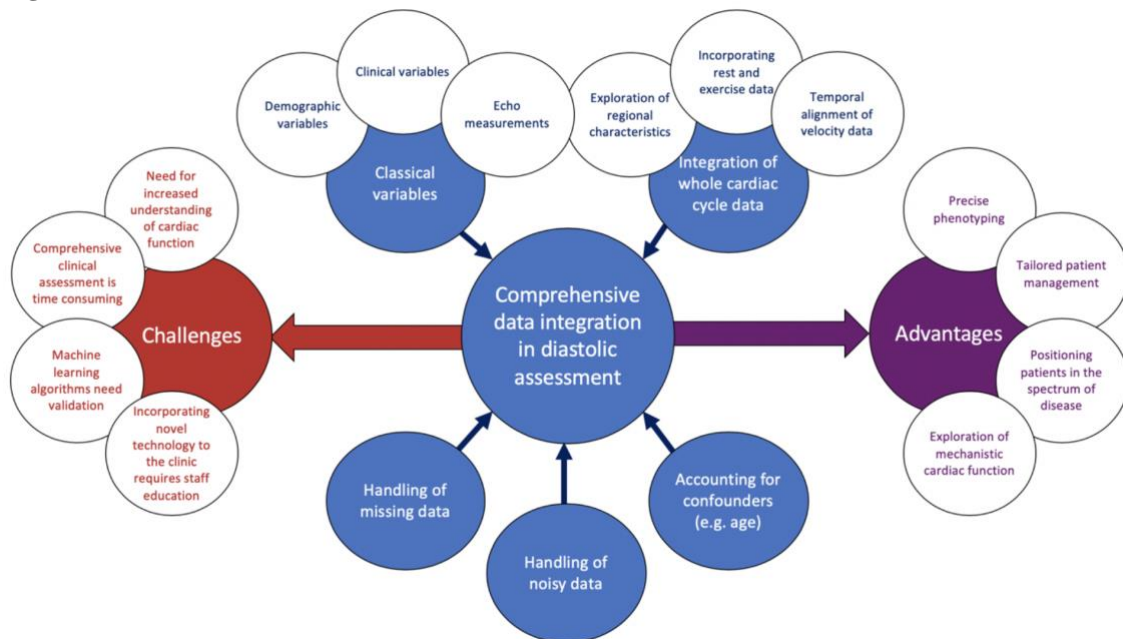 Clinical variables
Demographic
variables
Echo
measurements
Classical
variables
Incorporating
rest and
exercise data
Exploration of
regional
characteristics
Temporal
alignment of
velocity data
Integration of
whole cardiac
cycle data
Need for
increased
understanding
of cardiac
function
Comprehensive
clinical
assessment is
time consuming
Challenges
Machine
learning
algorithms need
validation
Incorporating
novel
technology to
the clinic
requires staff
education
Comprehensive
data integration
in diastolic
assessment
Precise
phenotyping
Tailored patient
management
Advantages
Positioning
patients in the
spectrum of
disease
Exploration of
mechanistic
cardiac function
Handling of
missing data
Handling of
noisy data
Accounting for
confounders
(e.g. age)